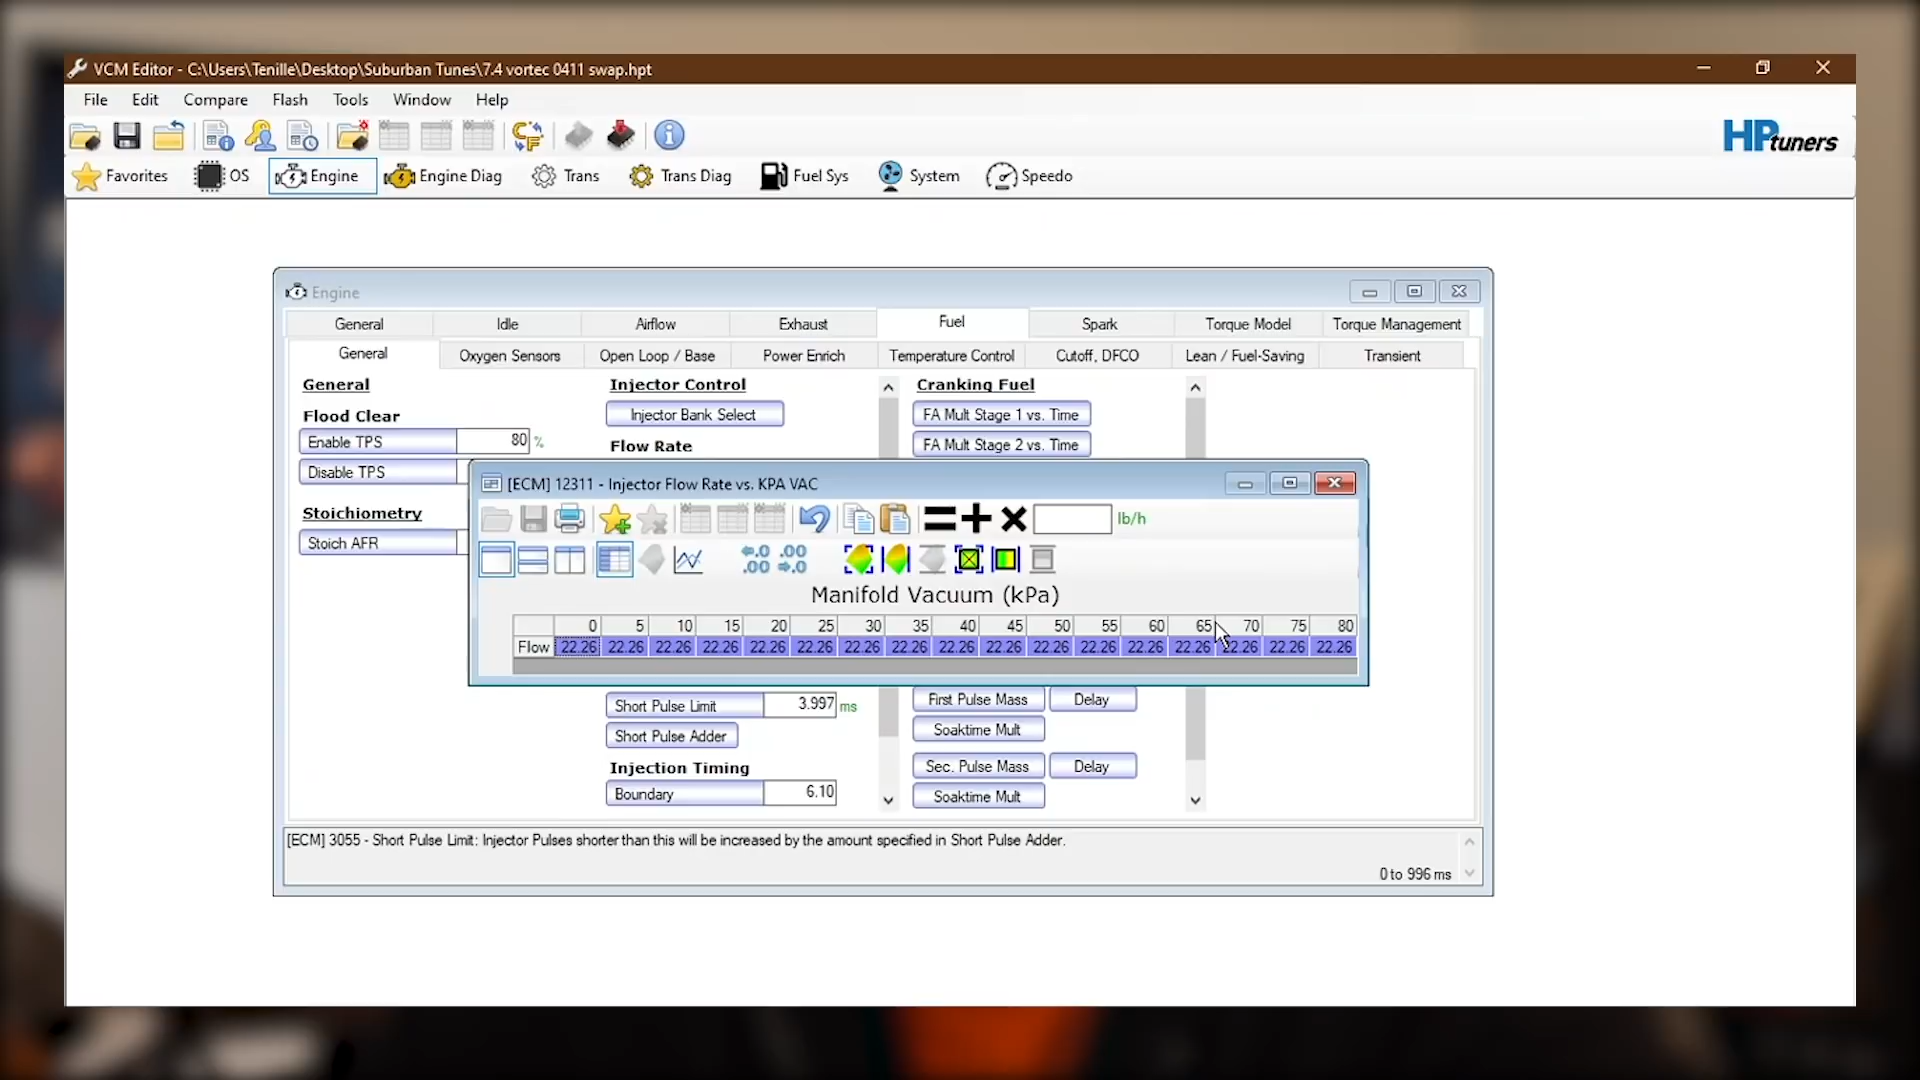 VCM Editor - C:\Users\Tenille\Desktop\Suburban Tunes\7.4 vortec 0411 swap.hpt
File Edit Compare Flash Tools Window Help
HPtuners
Favorites OS Engine Engine Diag Trans Trans Diag Fuel Sys System Speedo
Engine
General Idle Airflow Exhaust Fuel Spark Torque Model Torque Management
General Oxygen Sensors Open Loop / Base Power Enrich Temperature Control Cutoff, DFCO Lean / Fuel-Saving Transient
General Injector Control Cranking Fuel
Flood Clear Injector Bank Select FA Mult Stage 1 vs. Time
Enable TPS 80 % Flow Rate FA Mult Stage 2 vs. Time
Disable TPS
Stoichiometry
Stoich AFR
[ECM] 12311 - Injector Flow Rate vs. KPA VAC
lb/h
.0 .00
.00 .0
Manifold Vacuum (kPa)
0 5 10 15 20 25 30 35 40 45 50 55 60 65 70 75 80
Flow 22.26 22.26 22.26 22.26 22.26 22.26 22.26 22.26 22.26 22.26 22.26 22.26 22.26 22.26 22.26 22.26 22.26
Short Pulse Limit 3.997 ms First Pulse Mass Delay
Short Pulse Adder Soaktime Mult
Injection Timing Sec. Pulse Mass Delay
Boundary 6.10 Soaktime Mult
[ECM] 3055 - Short Pulse Limit: Injector Pulses shorter than this will be increased by the amount specified in Short Pulse Adder.
0 to 996 ms